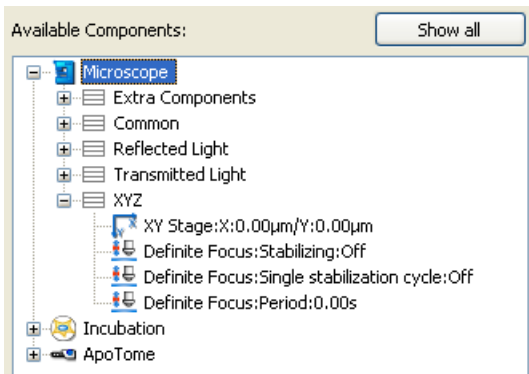 Available Components:
Show all
Microscope
Extra Components
Common
Reflected Light
Transmitted Light
XYZ
XY Stage:X:0.00µm/Y:0.00µm
Definite Focus:Stabilizing:Off
Definite Focus:Single stabilization cycle:Off
Definite Focus:Period:0.00s
Incubation
ApoTome